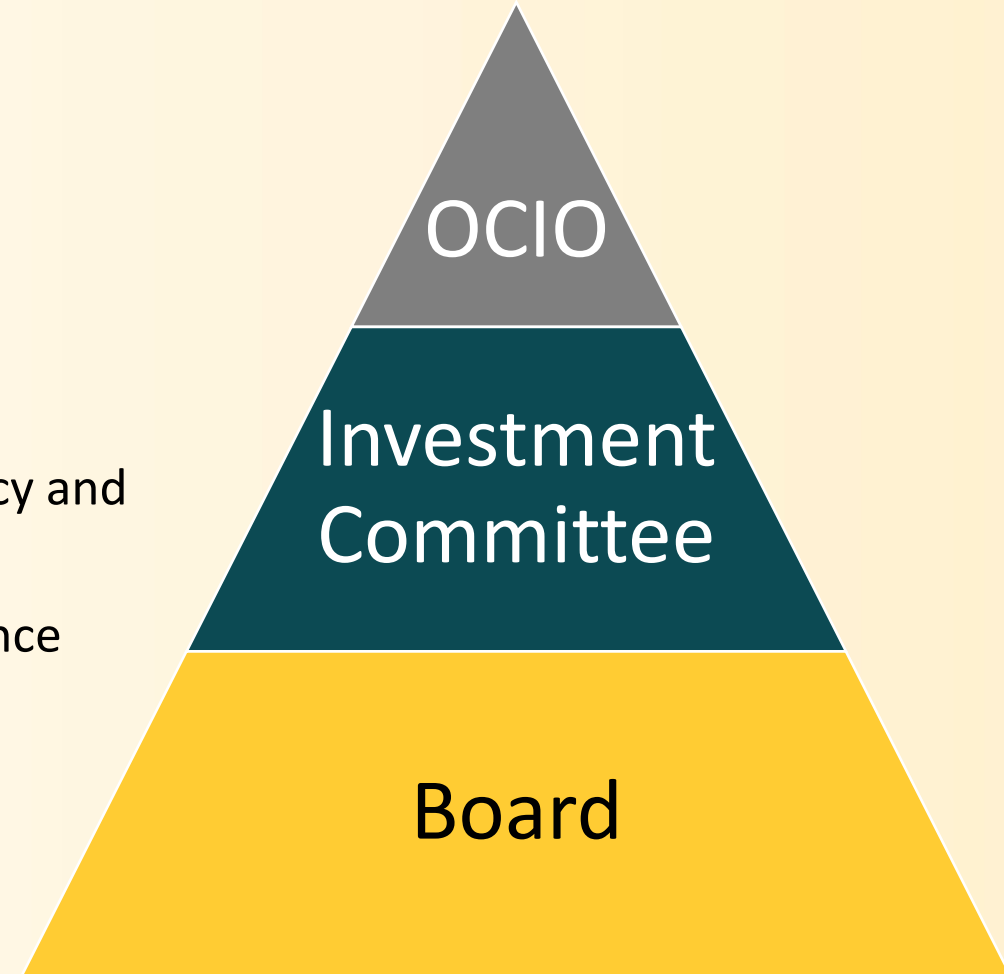 OCIO
Investment
Committee
cy and
nce
Board